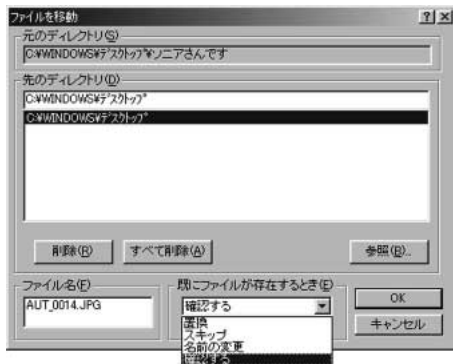 ファイルを移動
元のディレクトリ(S)
C:¥WINDOWS¥ﾃﾞｽｸﾄｯﾌﾟ¥ソニアさんです
先のディレクトリ(D)
C:¥WINDOWS¥ﾃﾞｽｸﾄｯﾌﾟ
C:¥WINDOWS¥ﾃﾞｽｸﾄｯﾌﾟ
削除(R) すべて削除(A) 参照(B)...
ファイル名(F) 既にファイルが存在するとき(E)
AUT_0014.JPG 確認する OK
置換
スキップ キャンセル
名前の変更
確認する